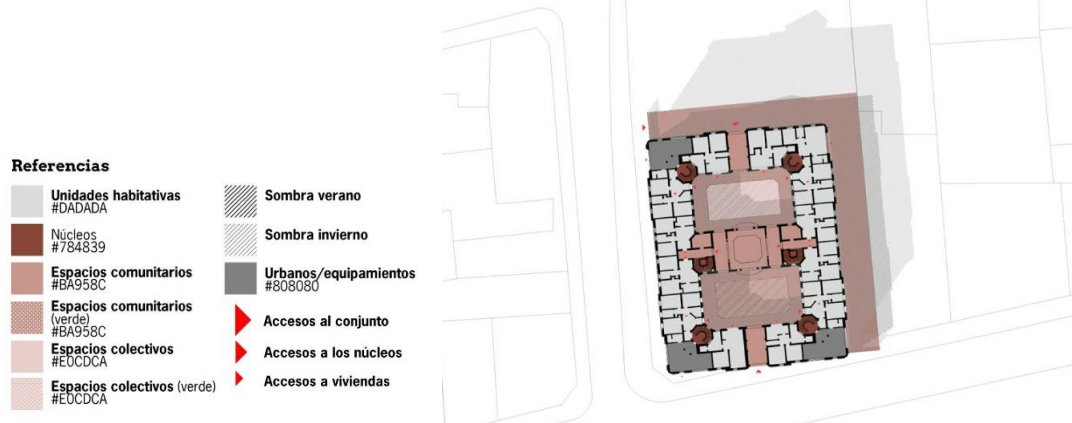 Referencias
Unidades habitativas
#DADADA
Núcleos
#784839
Espacios comunitarios
#BA958C
Espacios comunitarios
(verde)
#BA958C
Espacios colectivos
#E0CDCA
Espacios colectivos (verde)
#E0CDCA
Sombra verano
Sombra invierno
Urbanos/equipamientos
#808080
Accesos al conjunto
Accesos a los núcleos
Accesos a viviendas